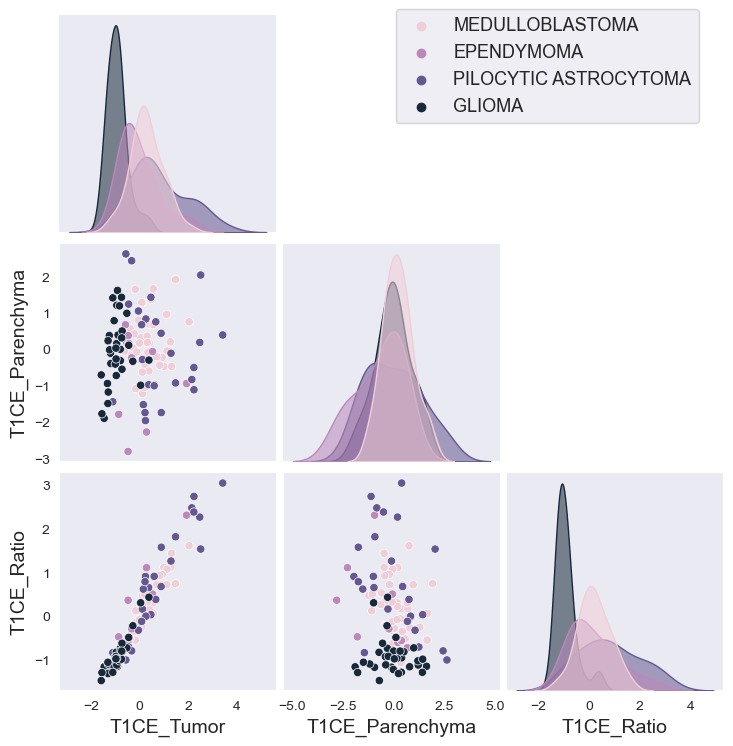 MEDULLOBLASTOMA
EPENDYMOMA
PILOCYTIC ASTROCYTOMA
GLIOMA
T1CE_Parenchyma
2
1
0
−1
−2
−3
T1CE_Ratio
3
2
1
0
−1
−2 0 2 4
−5.0 −2.5 0.0 2.5 5.0
−2 0 2 4
T1CE_Tumor
T1CE_Parenchyma
T1CE_Ratio